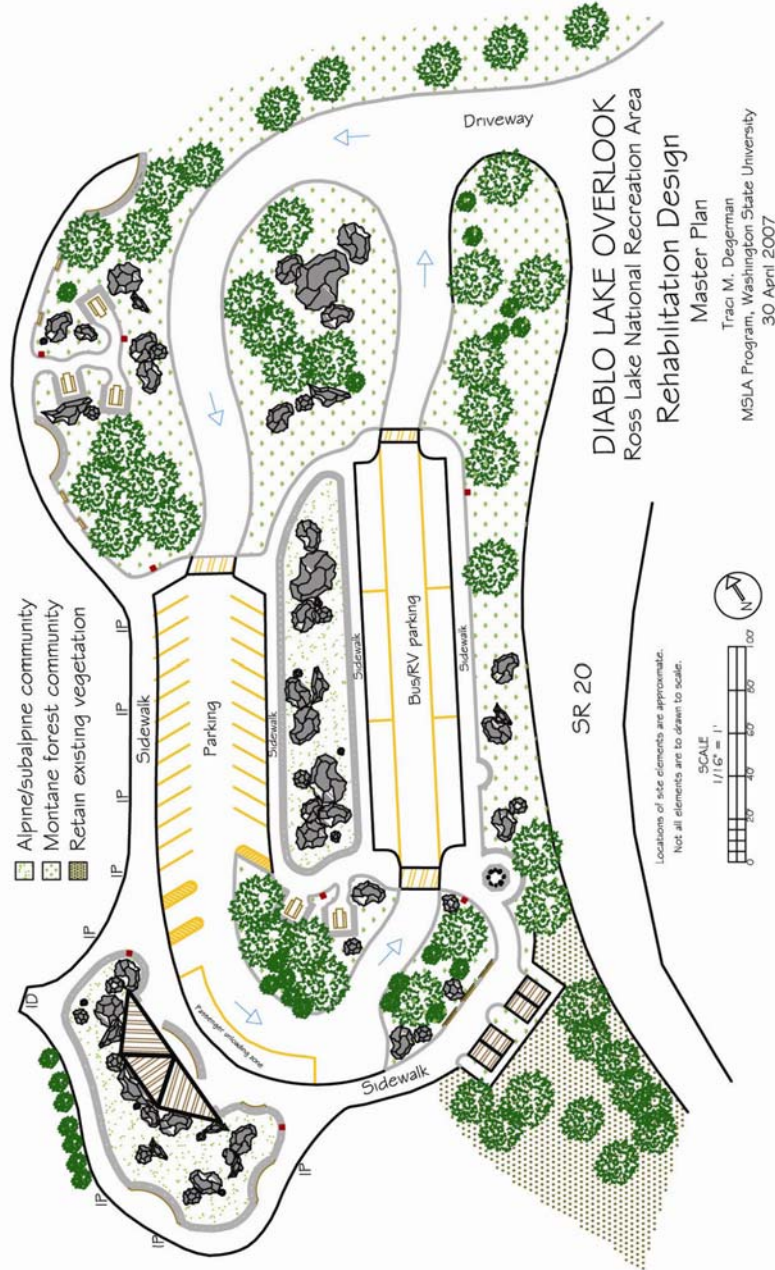 Alpine/subalpine community
Montane forest community
Retain existing vegetation
ID
IP
IP
IP
IP
IP
IP
IP
IP
Sidewalk
Parking
Sidewalk
Passenger unloading zone
Sidewalk
Sidewalk
Bus/RV parking
Sidewalk
Driveway
SR 20
DIABLO LAKE OVERLOOK
Ross Lake National Recreation Area
Rehabilitation Design
Master Plan
Traci M. Degerman
MSLA Program, Washington State University
30 April 2007
Locations of site elements are approximate.
Not all elements are to drawn to scale.
SCALE
1/16" = 1'
0 20 40 60 80 100'
N